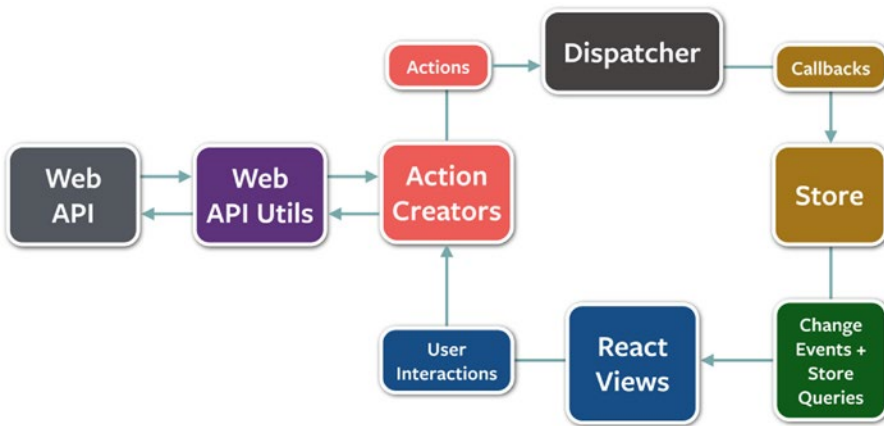 Actions
Dispatcher
Callbacks
Web
API
Web
API Utils
Action
Creators
Store
User
Interactions
React
Views
Change
Events +
Store
Queries